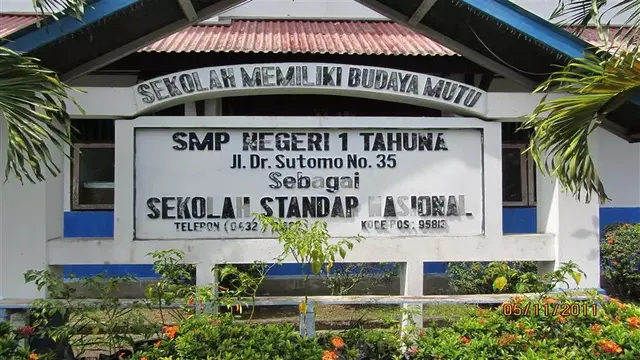 SEKOLAH MEMILIKI BUDAYA MUTU
SMP NEGERI 1 TAHUNA
Jl. Dr. Sutomo No. 35
Sebagai
SEKOLAH STANDAR NASIONAL
TELEPON (0432) KODE POS : 95813
05/11/2011